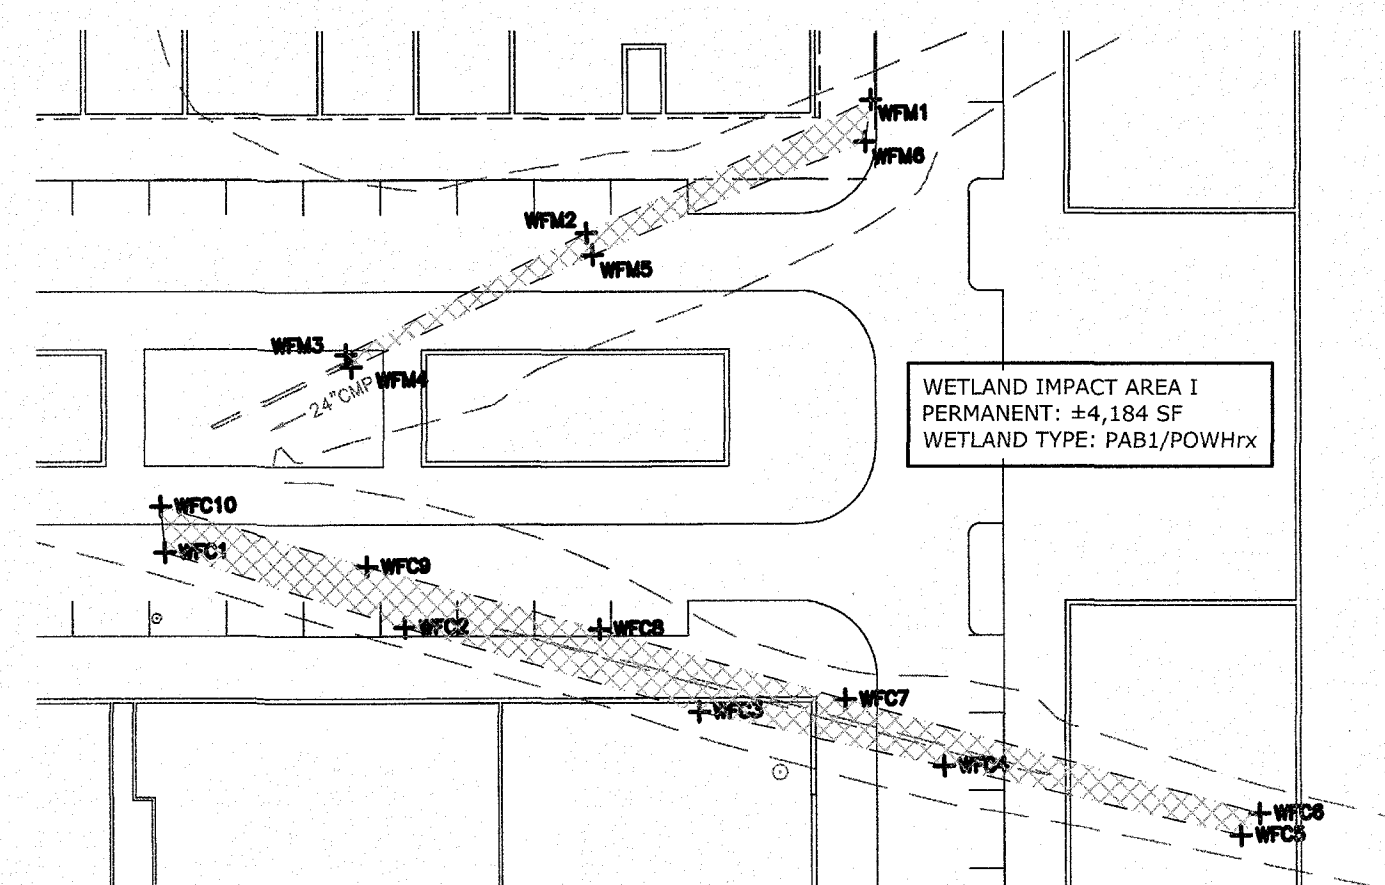 WFM1
WFM6
WFM2
WFM5
WFM3
WFM4
24"CMP
WETLAND IMPACT AREA I
PERMANENT: ±4,184 SF
WETLAND TYPE: PAB1/POWHrx
WFC10
WFC1
WFC9
WFC2
WFC8
WFC7
WFC3
WFC4
WFC6
WFC5